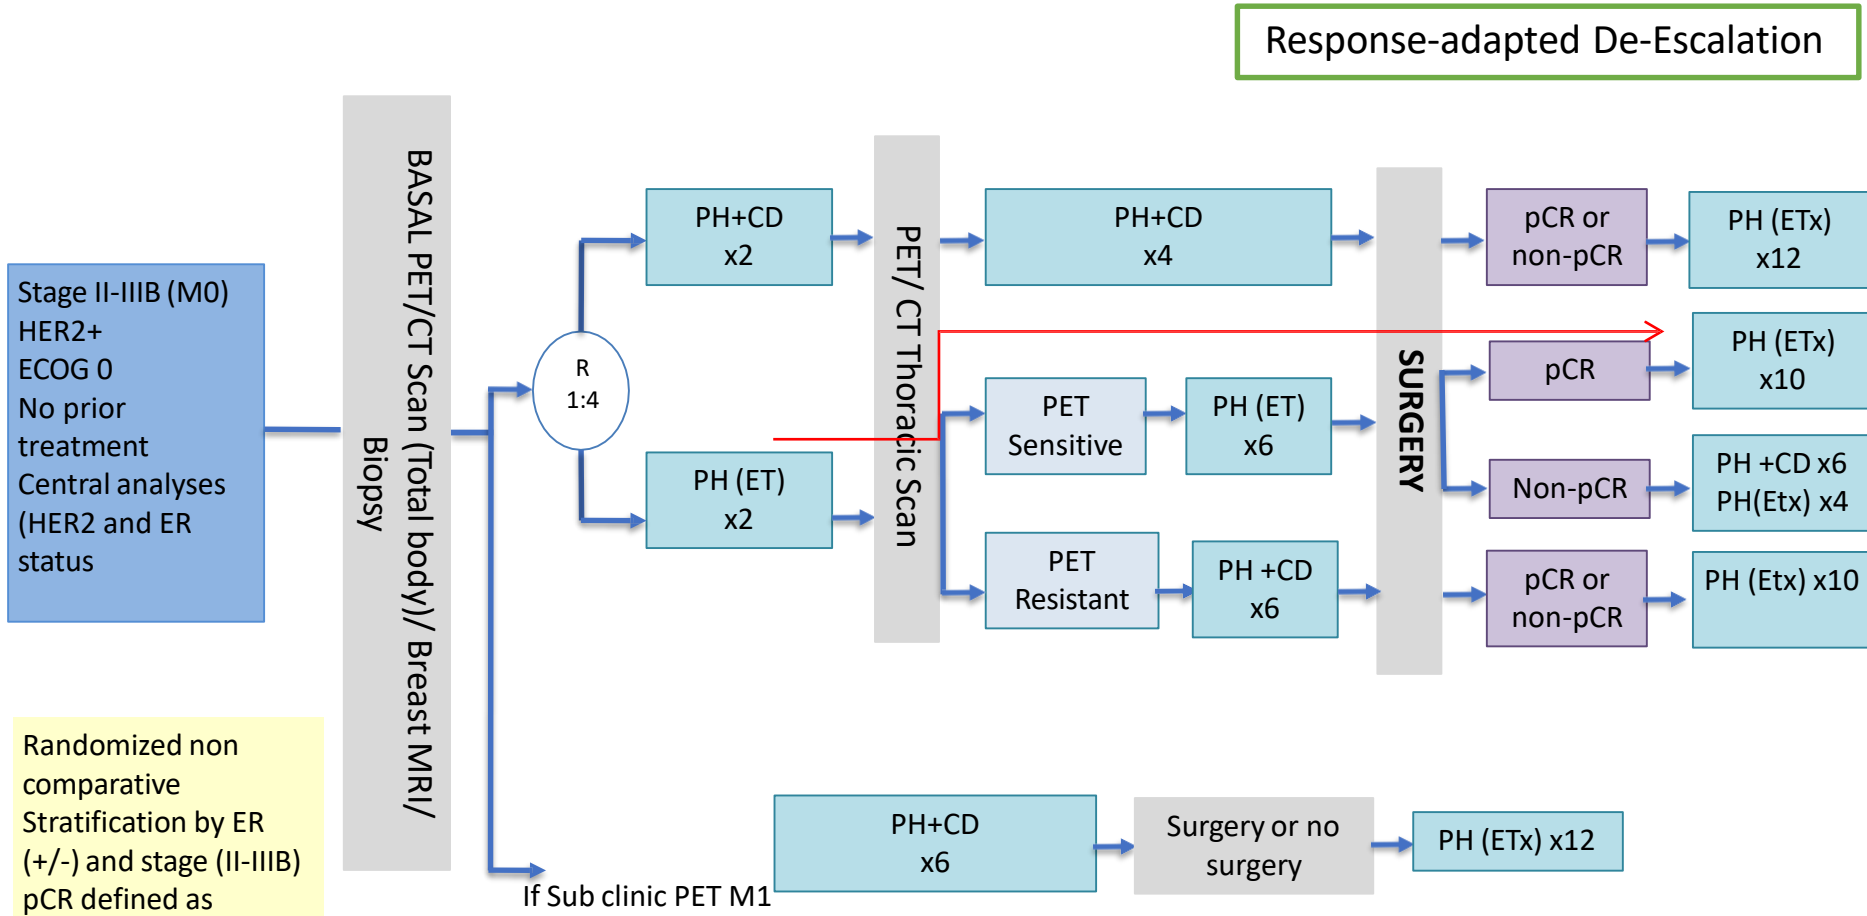 Response-adapted De-Escalation
Stage II-IIIB (M0)
HER2+
ECOG 0
No prior
treatment
Central analyses
(HER2 and ER
status
BASAL PET/CT Scan (Total body)/ Breast MRI/
Biopsy
R
1:4
PH+CD
x2
PH (ET)
x2
PET/ CT Thoracic Scan
PH+CD
x4
PET
Sensitive
PH (ET)
x6
PET
Resistant
PH +CD
x6
SURGERY
pCR or
non-pCR
PH (ETx)
x12
pCR
PH (ETx)
x10
Non-pCR
PH +CD x6
PH(Etx) x4
pCR or
non-pCR
PH (Etx) x10
Randomized non
comparative
Stratification by ER
(+/-) and stage (II-IIIB)
pCR defined as
If Sub clinic PET M1
PH+CD
x6
Surgery or no
surgery
PH (ETx) x12